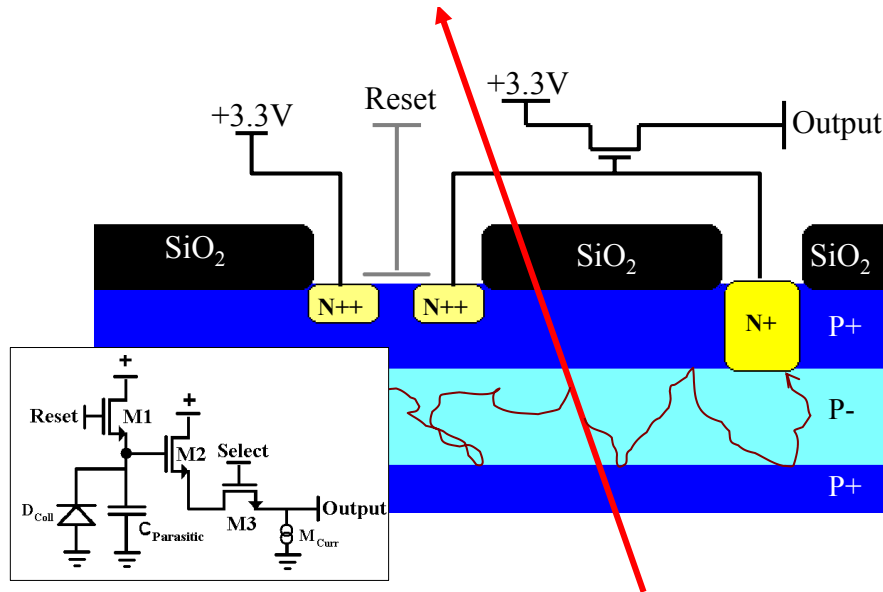 +3.3V
Reset
+3.3V
Output
SiO2
SiO2
SiO2
N++
N++
N+
P+
P-
P+
+
+
Reset
M1
M2
Select
M3
Output
DColl
CParasitic
MCurr